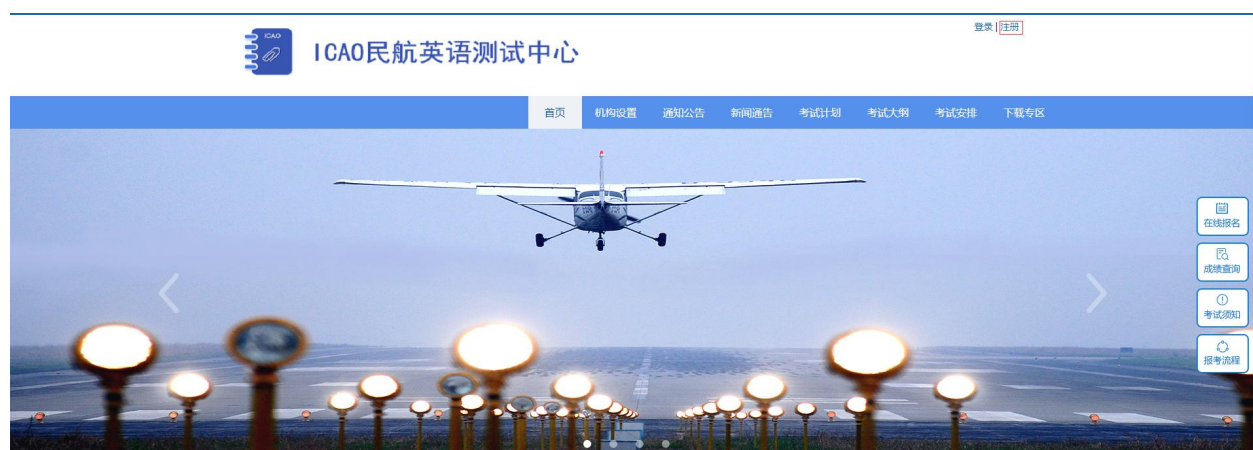 登录 | 注册
ICAO
ICAO民航英语测试中心
首页 机构设置 通知公告 新闻通告 考试计划 考试大纲 考试安排 下载专区
在线报名
成绩查询
考试须知
报考流程